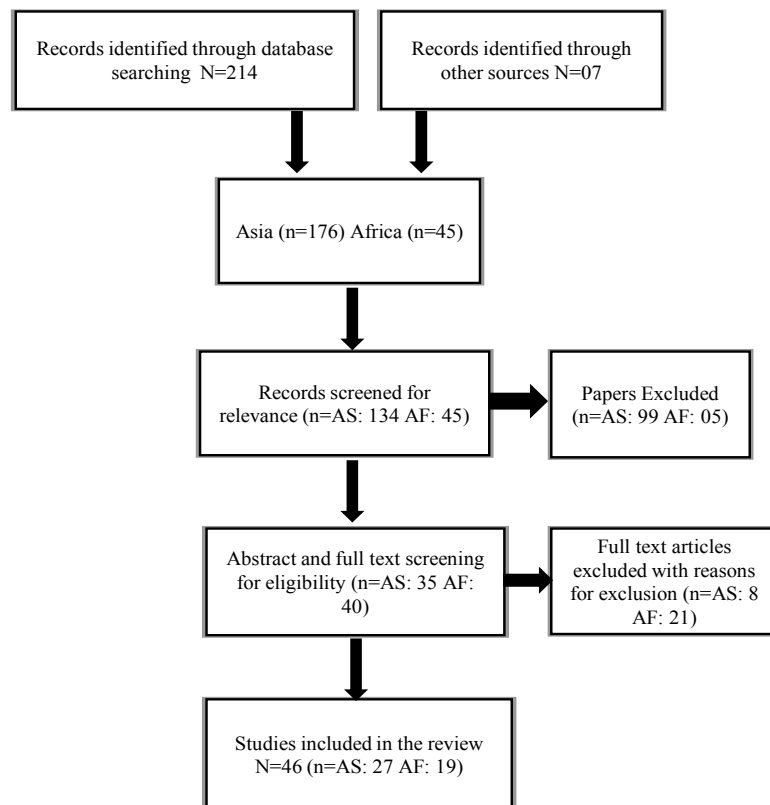 Records identified through database
searching N=214
Records identified through
other sources N=07
Asia (n=176) Africa (n=45)
Records screened for
relevance (n=AS: 134 AF: 45)
Papers Excluded
(n=AS: 99 AF: 05)
Abstract and full text screening
for eligibility (n=AS: 35 AF:
40)
Full text articles
excluded with reasons
for exclusion (n=AS: 8
AF: 21)
Studies included in the review
N=46 (n=AS: 27 AF: 19)